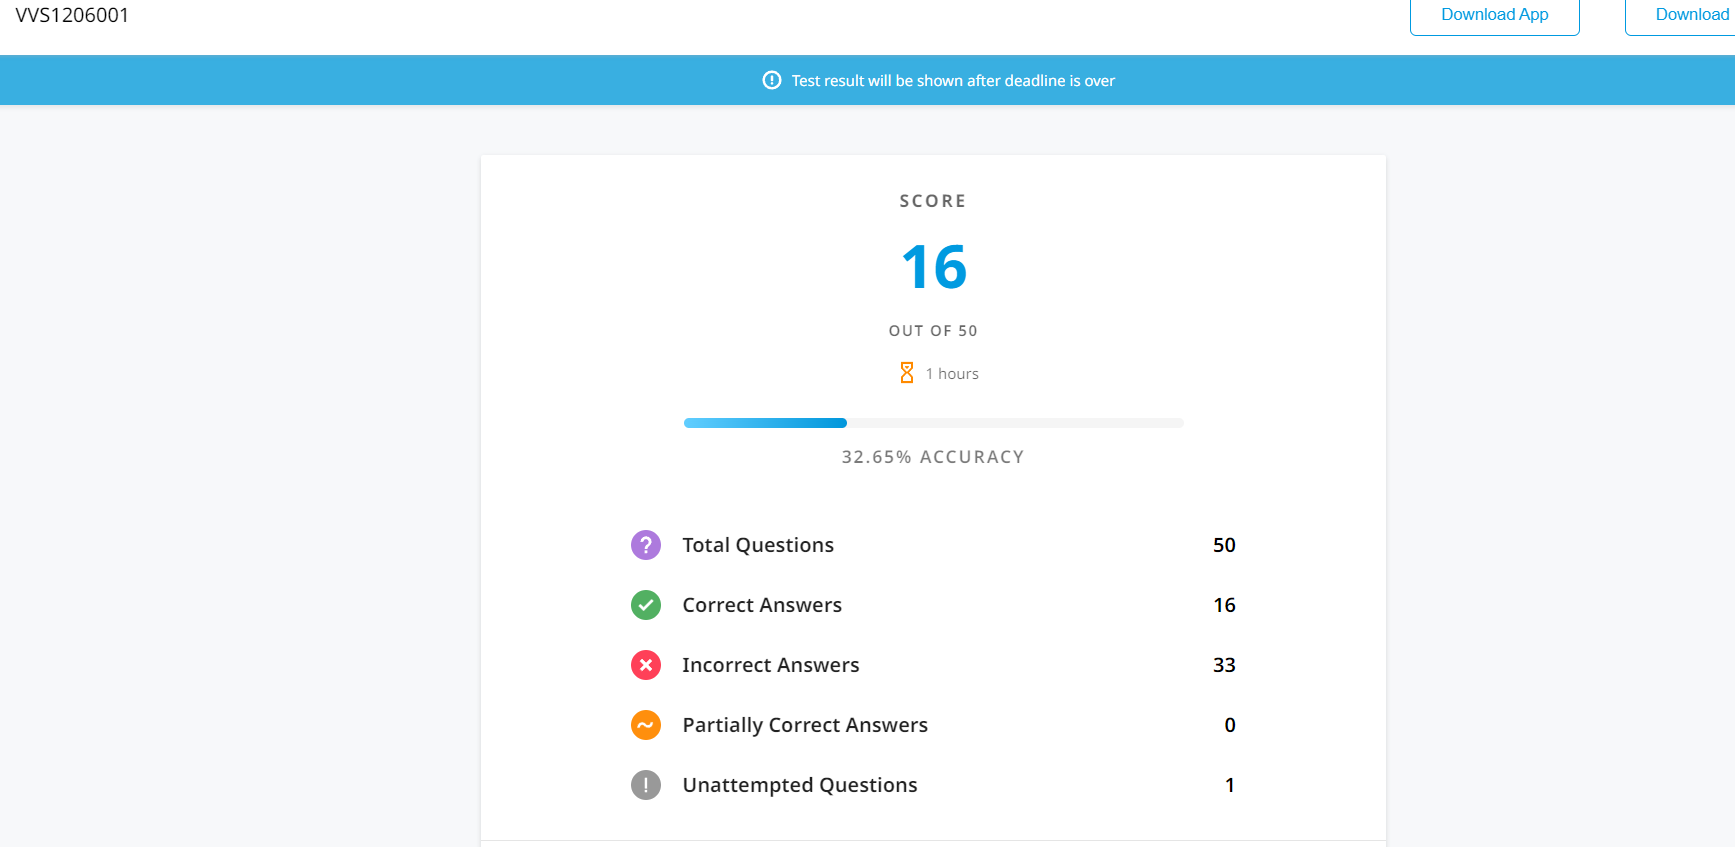 VVS1206001
Download App
Download
Test result will be shown after deadline is over
SCORE
16
OUT OF 50
1 hours
32.65% ACCURACY
? Total Questions 50
Correct Answers 16
Incorrect Answers 33
Partially Correct Answers 0
! Unattempted Questions 1